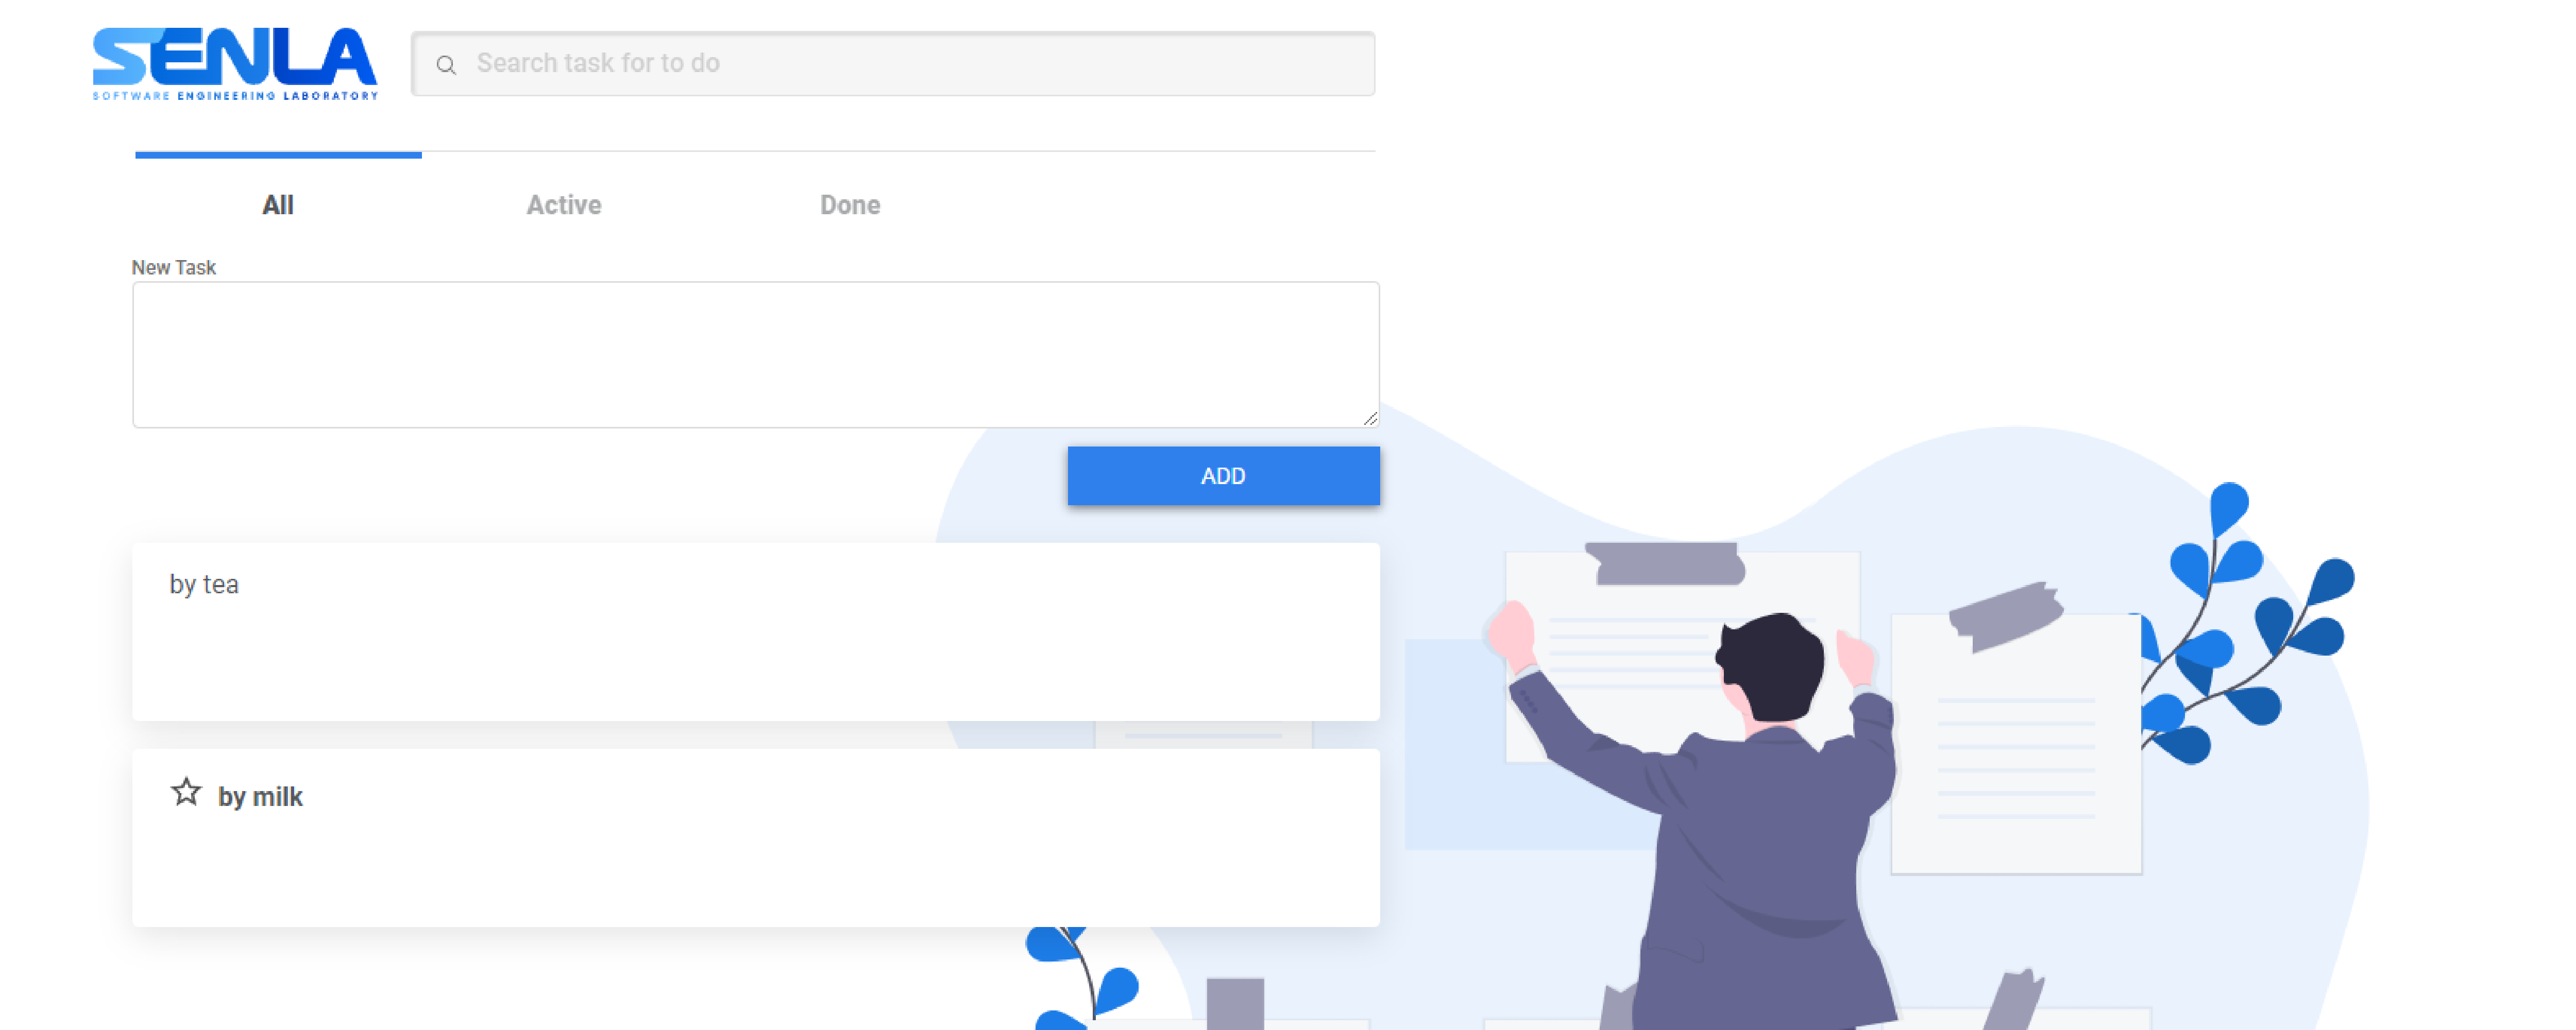 SENLA
SOFTWARE ENGINEERING LABORATORY
Search task for to do
All Active Done
New Task
ADD
by tea
by milk